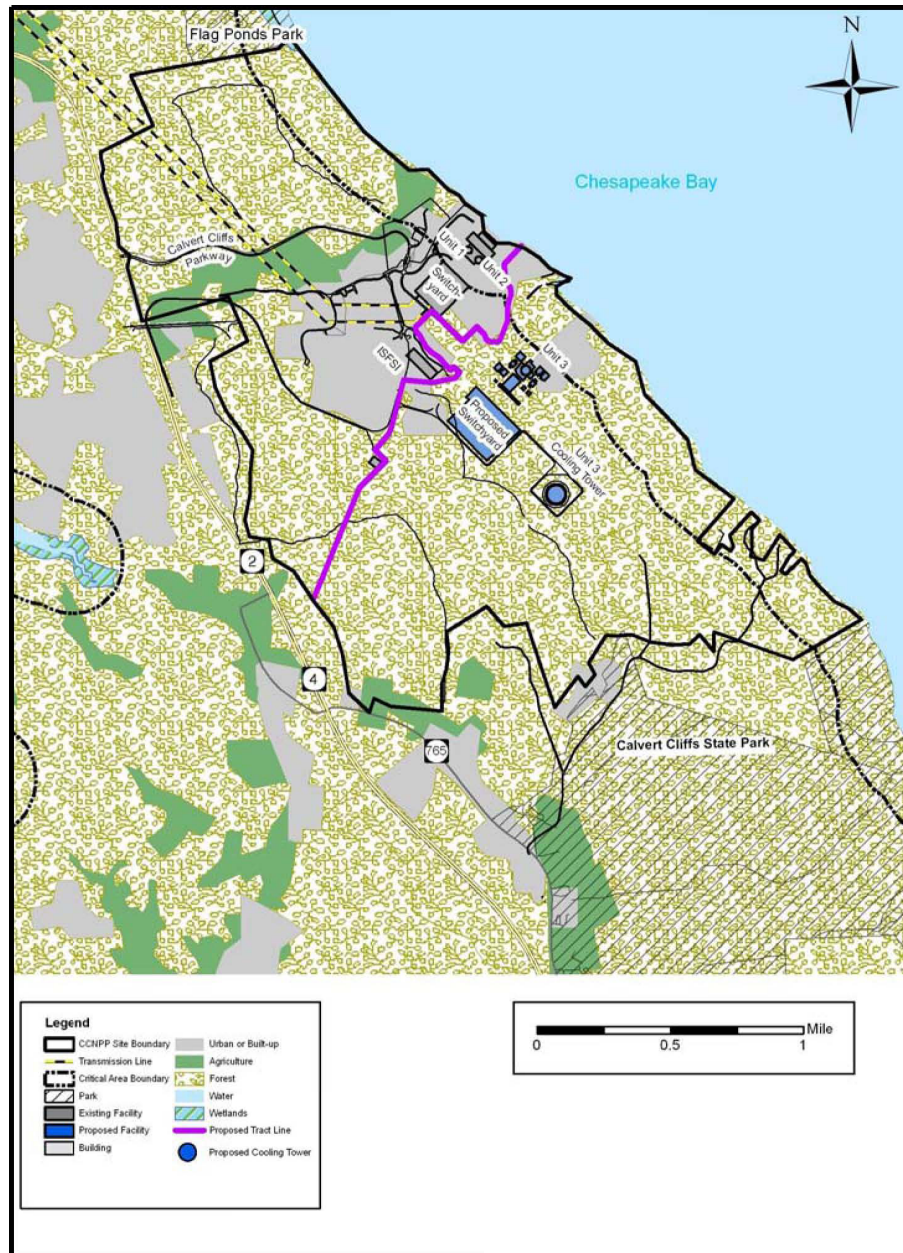 Flag Ponds Park
N
Chesapeake Bay
Calvert Cliffs
Parkway
Unit 1
Unit 2
Switch-
yard
ISFSI
Unit 3
Proposed
Switchyard
Unit 3
Cooling Tower
2
4
765
Calvert Cliffs State Park
Legend
CCNPP Site Boundary
Transmission Line
Critical Area Boundary
Park
Existing Facility
Proposed Facility
Building
Urban or Built-up
Agriculture
Forest
Water
Wetlands
Proposed Tract Line
Proposed Cooling Tower
Mile
0 0.5 1